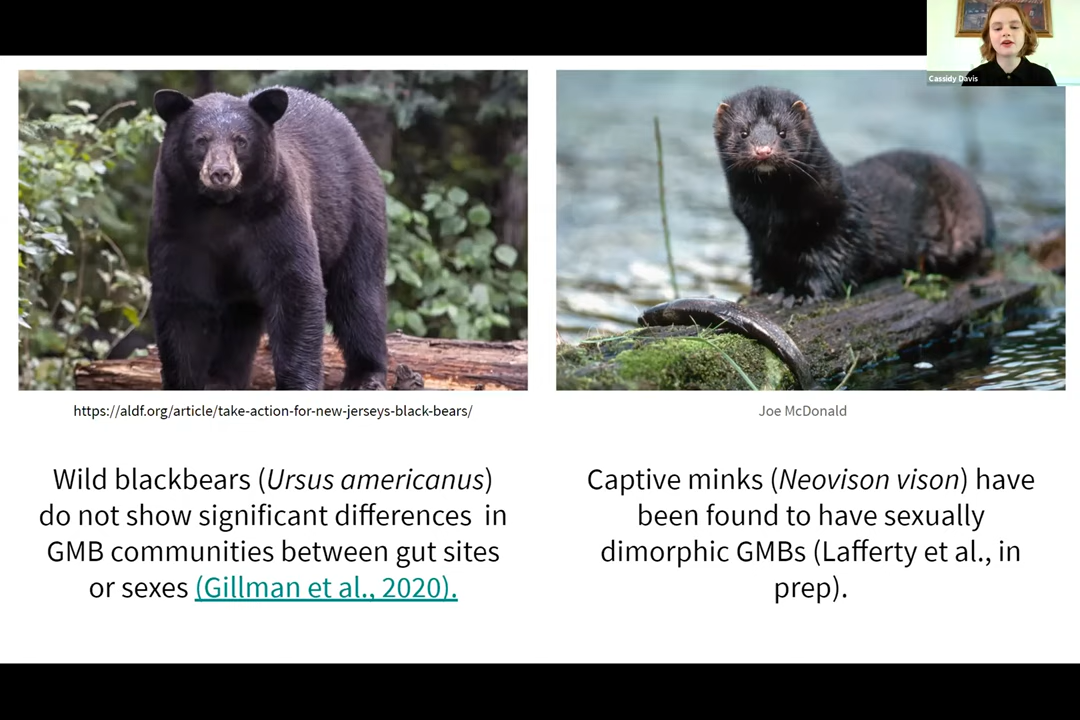 Cassidy Davis
https://aldf.org/article/take-action-for-new-jerseys-black-bears/
Joe McDonald
Wild blackbears (Ursus americanus)
do not show significant differences in
GMB communities between gut sites
or sexes (Gillman et al., 2020).
Captive minks (Neovison vison) have
been found to have sexually
dimorphic GMBs (Lafferty et al., in
prep).